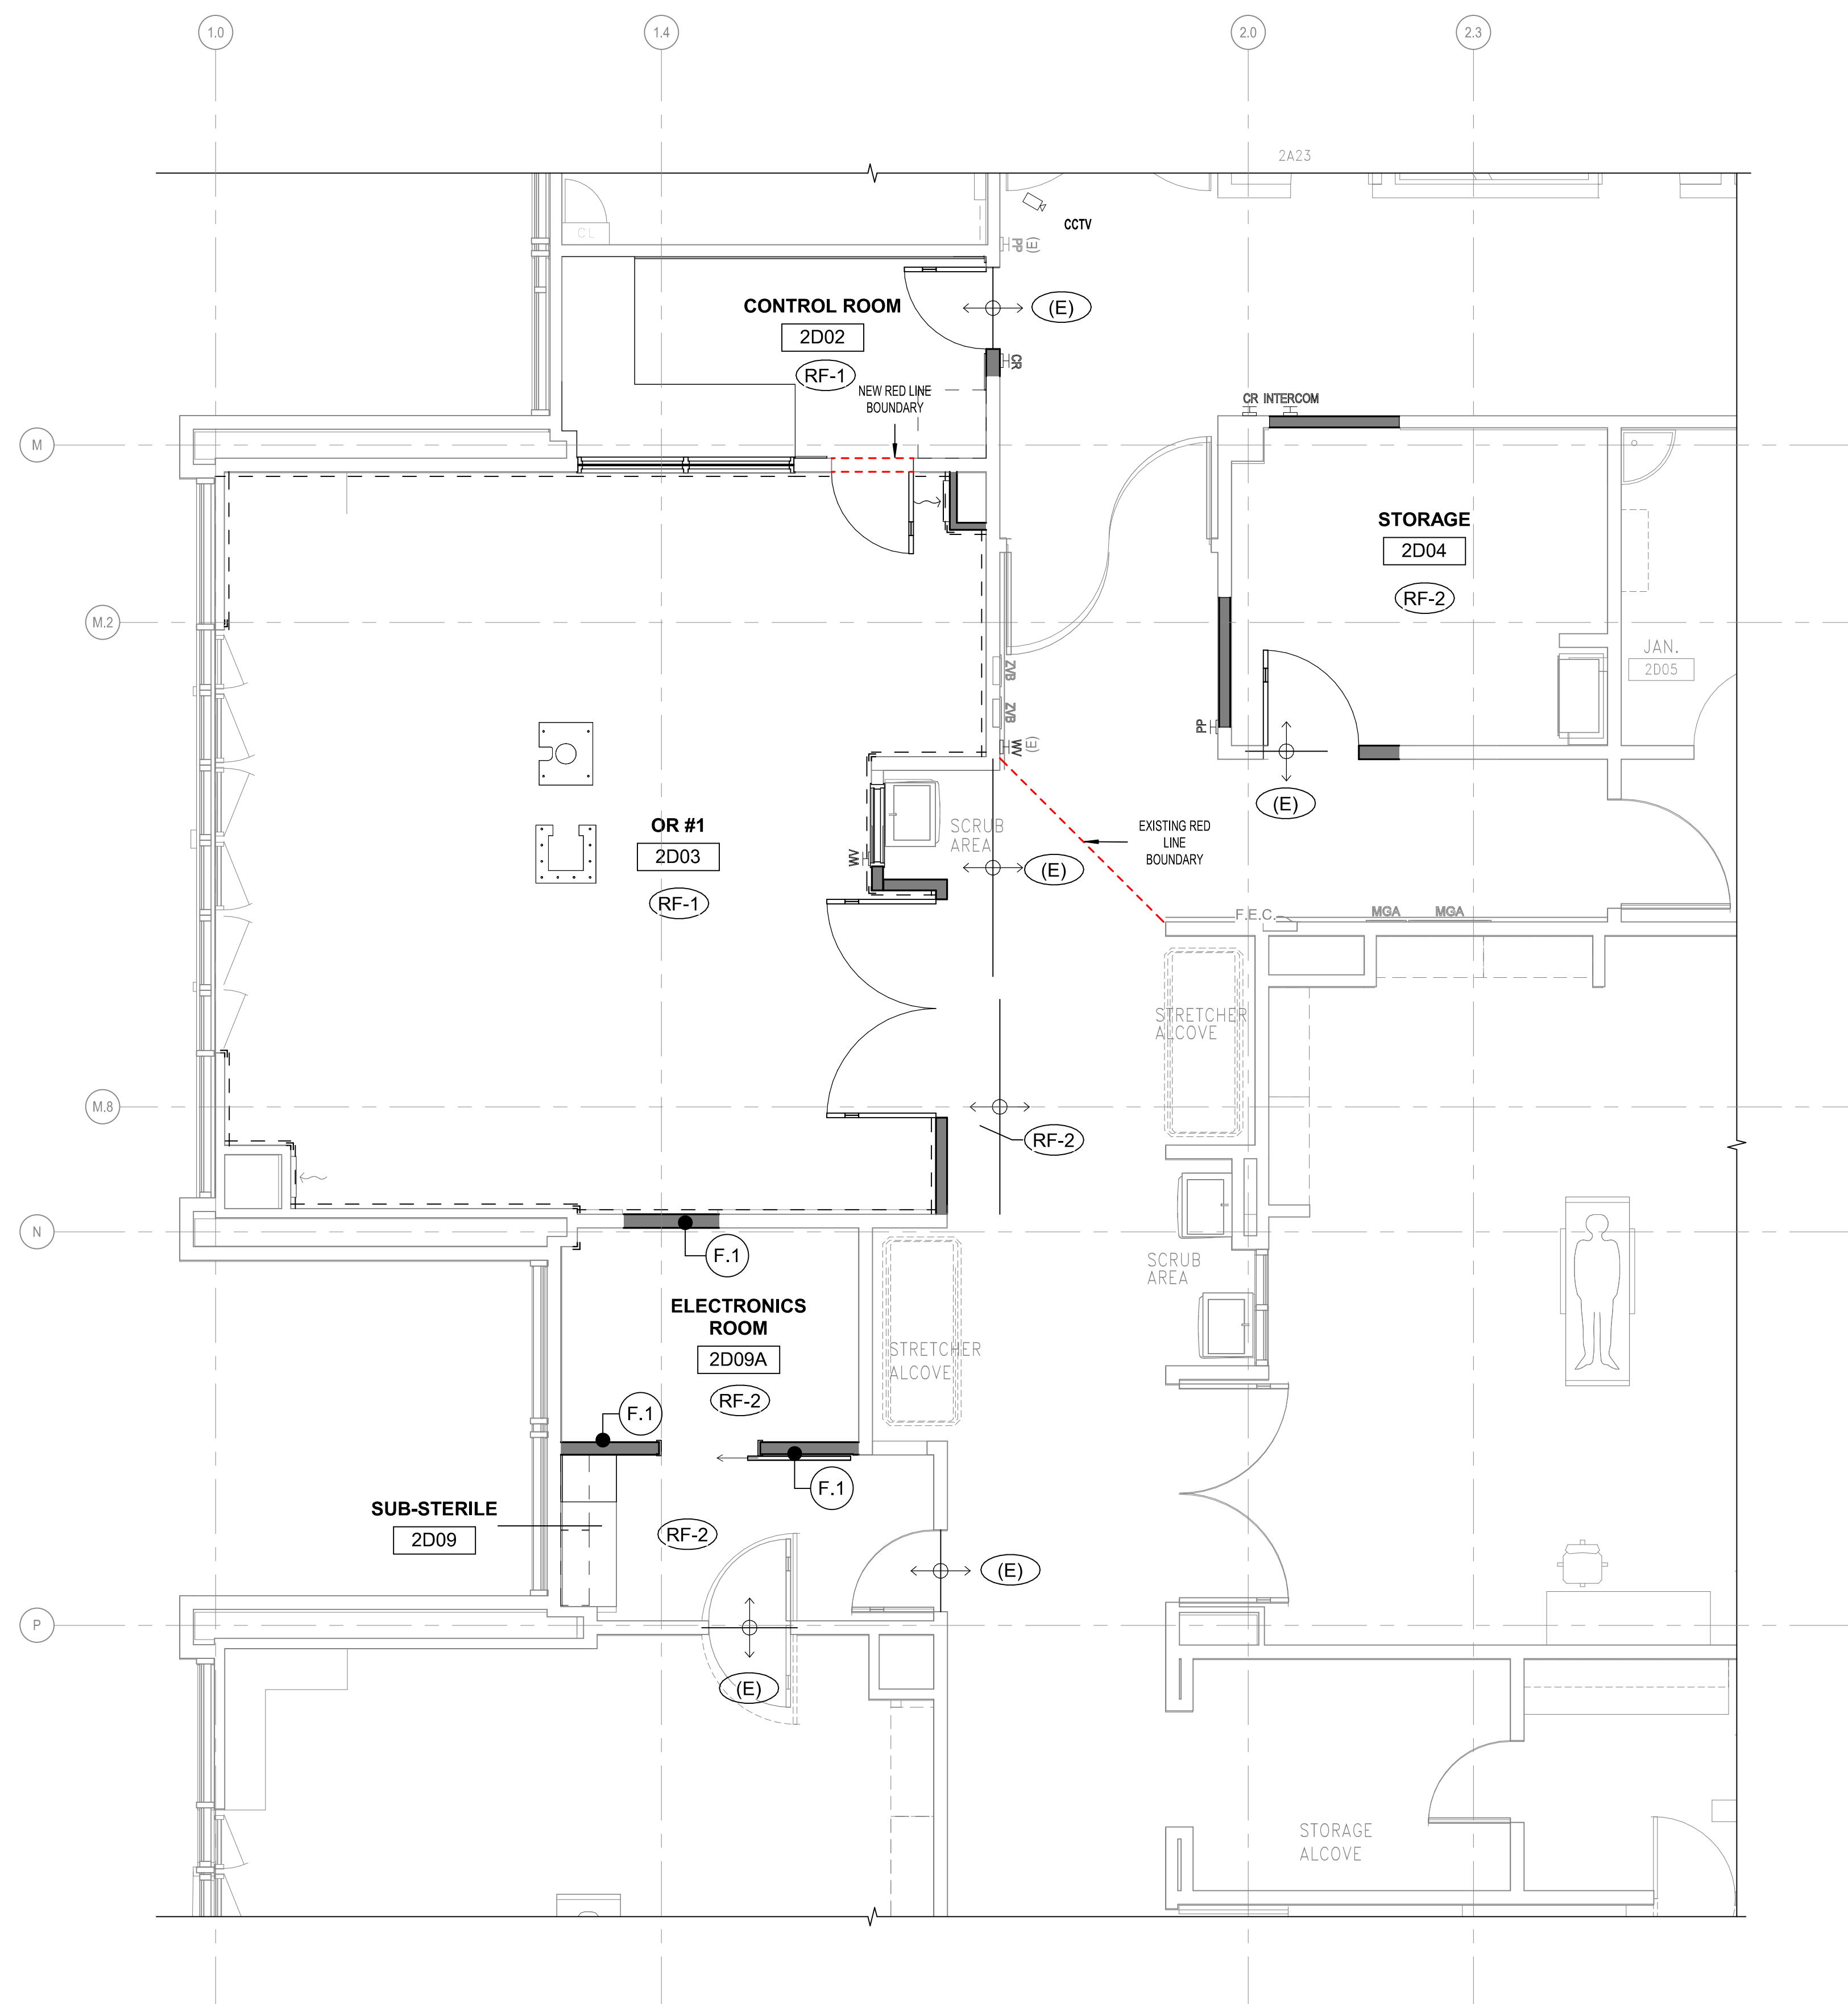 1.0
1.4
2.0
2.3
2A23
CCTV
PP
(E)
CL
CONTROL ROOM
2D02
RF-1
(E)
CR
NEW RED LINE
BOUNDARY
CR INTERCOM
M
STORAGE
2D04
RF-2
M.2
JAN.
2D05
ZVB
ZVB
WV
(E)
PP
(E)
OR #1
2D03
RF-1
WV
SCRUB
AREA
(E)
EXISTING RED
LINE
BOUNDARY
F.E.C.
MGA
MGA
STRETCHER
ALCOVE
M.8
RF-2
N
F.1
SCRUB
AREA
ELECTRONICS
ROOM
2D09A
RF-2
STRETCHER
ALCOVE
F.1
F.1
SUB-STERILE
2D09
RF-2
(E)
P
(E)
STORAGE
ALCOVE